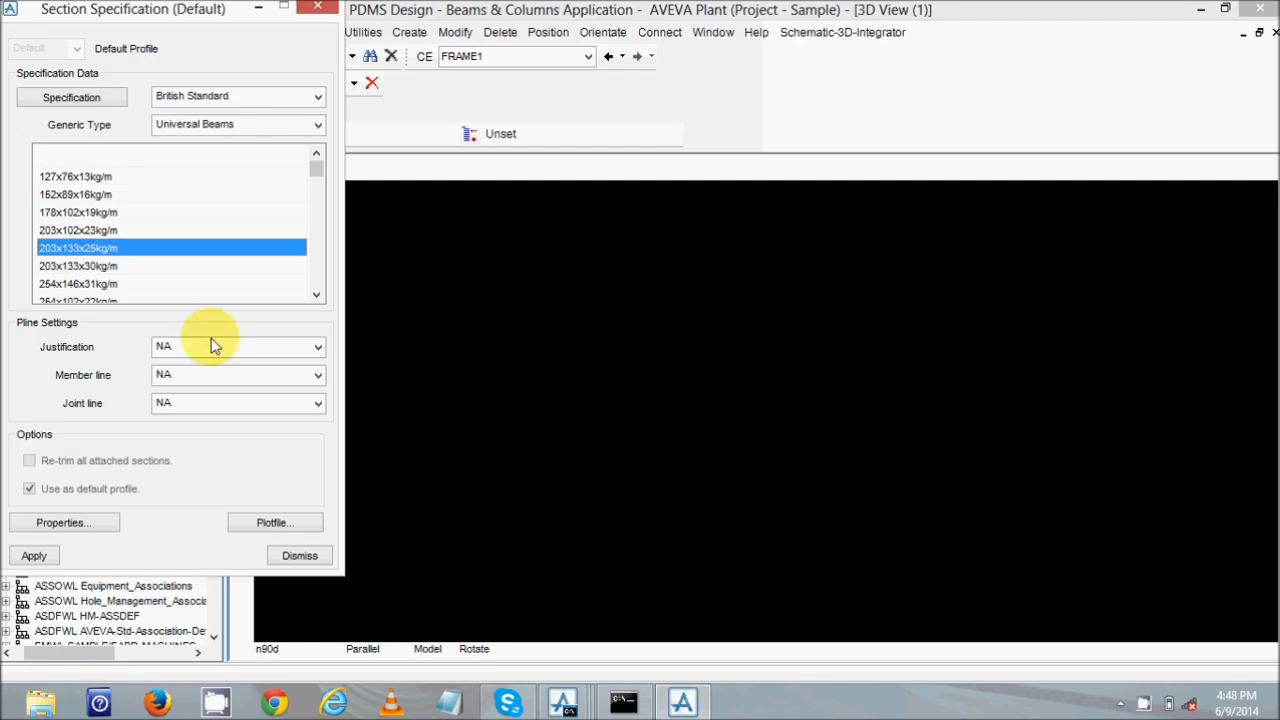 Section Specification (Default)
PDMS Design - Beams & Columns Application - AVEVA Plant (Project - Sample) - [3D View (1)]
Utilities Create Modify Delete Position Orientate Connect Window Help Schematic-3D-Integrator
Default Default Profile
CE FRAME1
Specification Data
Specification British Standard
Generic Type Universal Beams
Unset
127x76x13kg/m
152x89x16kg/m
178x102x19kg/m
203x102x23kg/m
203x133x25kg/m
203x133x30kg/m
254x146x31kg/m
254x102x22kg/m
Pline Settings
Justification NA
Member line NA
Joint line NA
Options
Re-trim all attached sections.
Use as default profile.
Properties... Plotfile...
Apply Dismiss
ASSOWL Equipment_Associations
ASSOWL Hole_Management_Associa
ASDFWL HM-ASSDEF
ASDFWL AVEVA-Std-Association-De
n90d Parallel Model Rotate
4:48 PM
6/9/2014